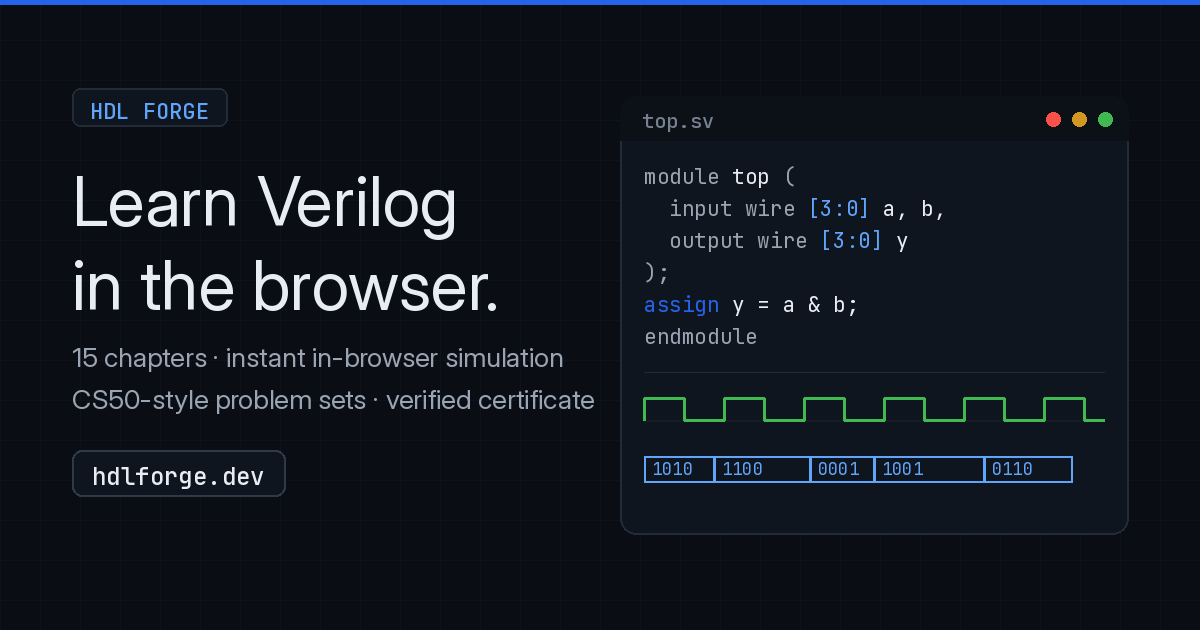 HDL FORGE
Learn Verilog
in the browser.
15 chapters · instant in-browser simulation
CS50-style problem sets · verified certificate
hdlforge.dev
top.sv
module top (
  input wire [3:0] a, b,
  output wire [3:0] y
);
assign y = a & b;
endmodule
1010 1100 0001 1001 0110